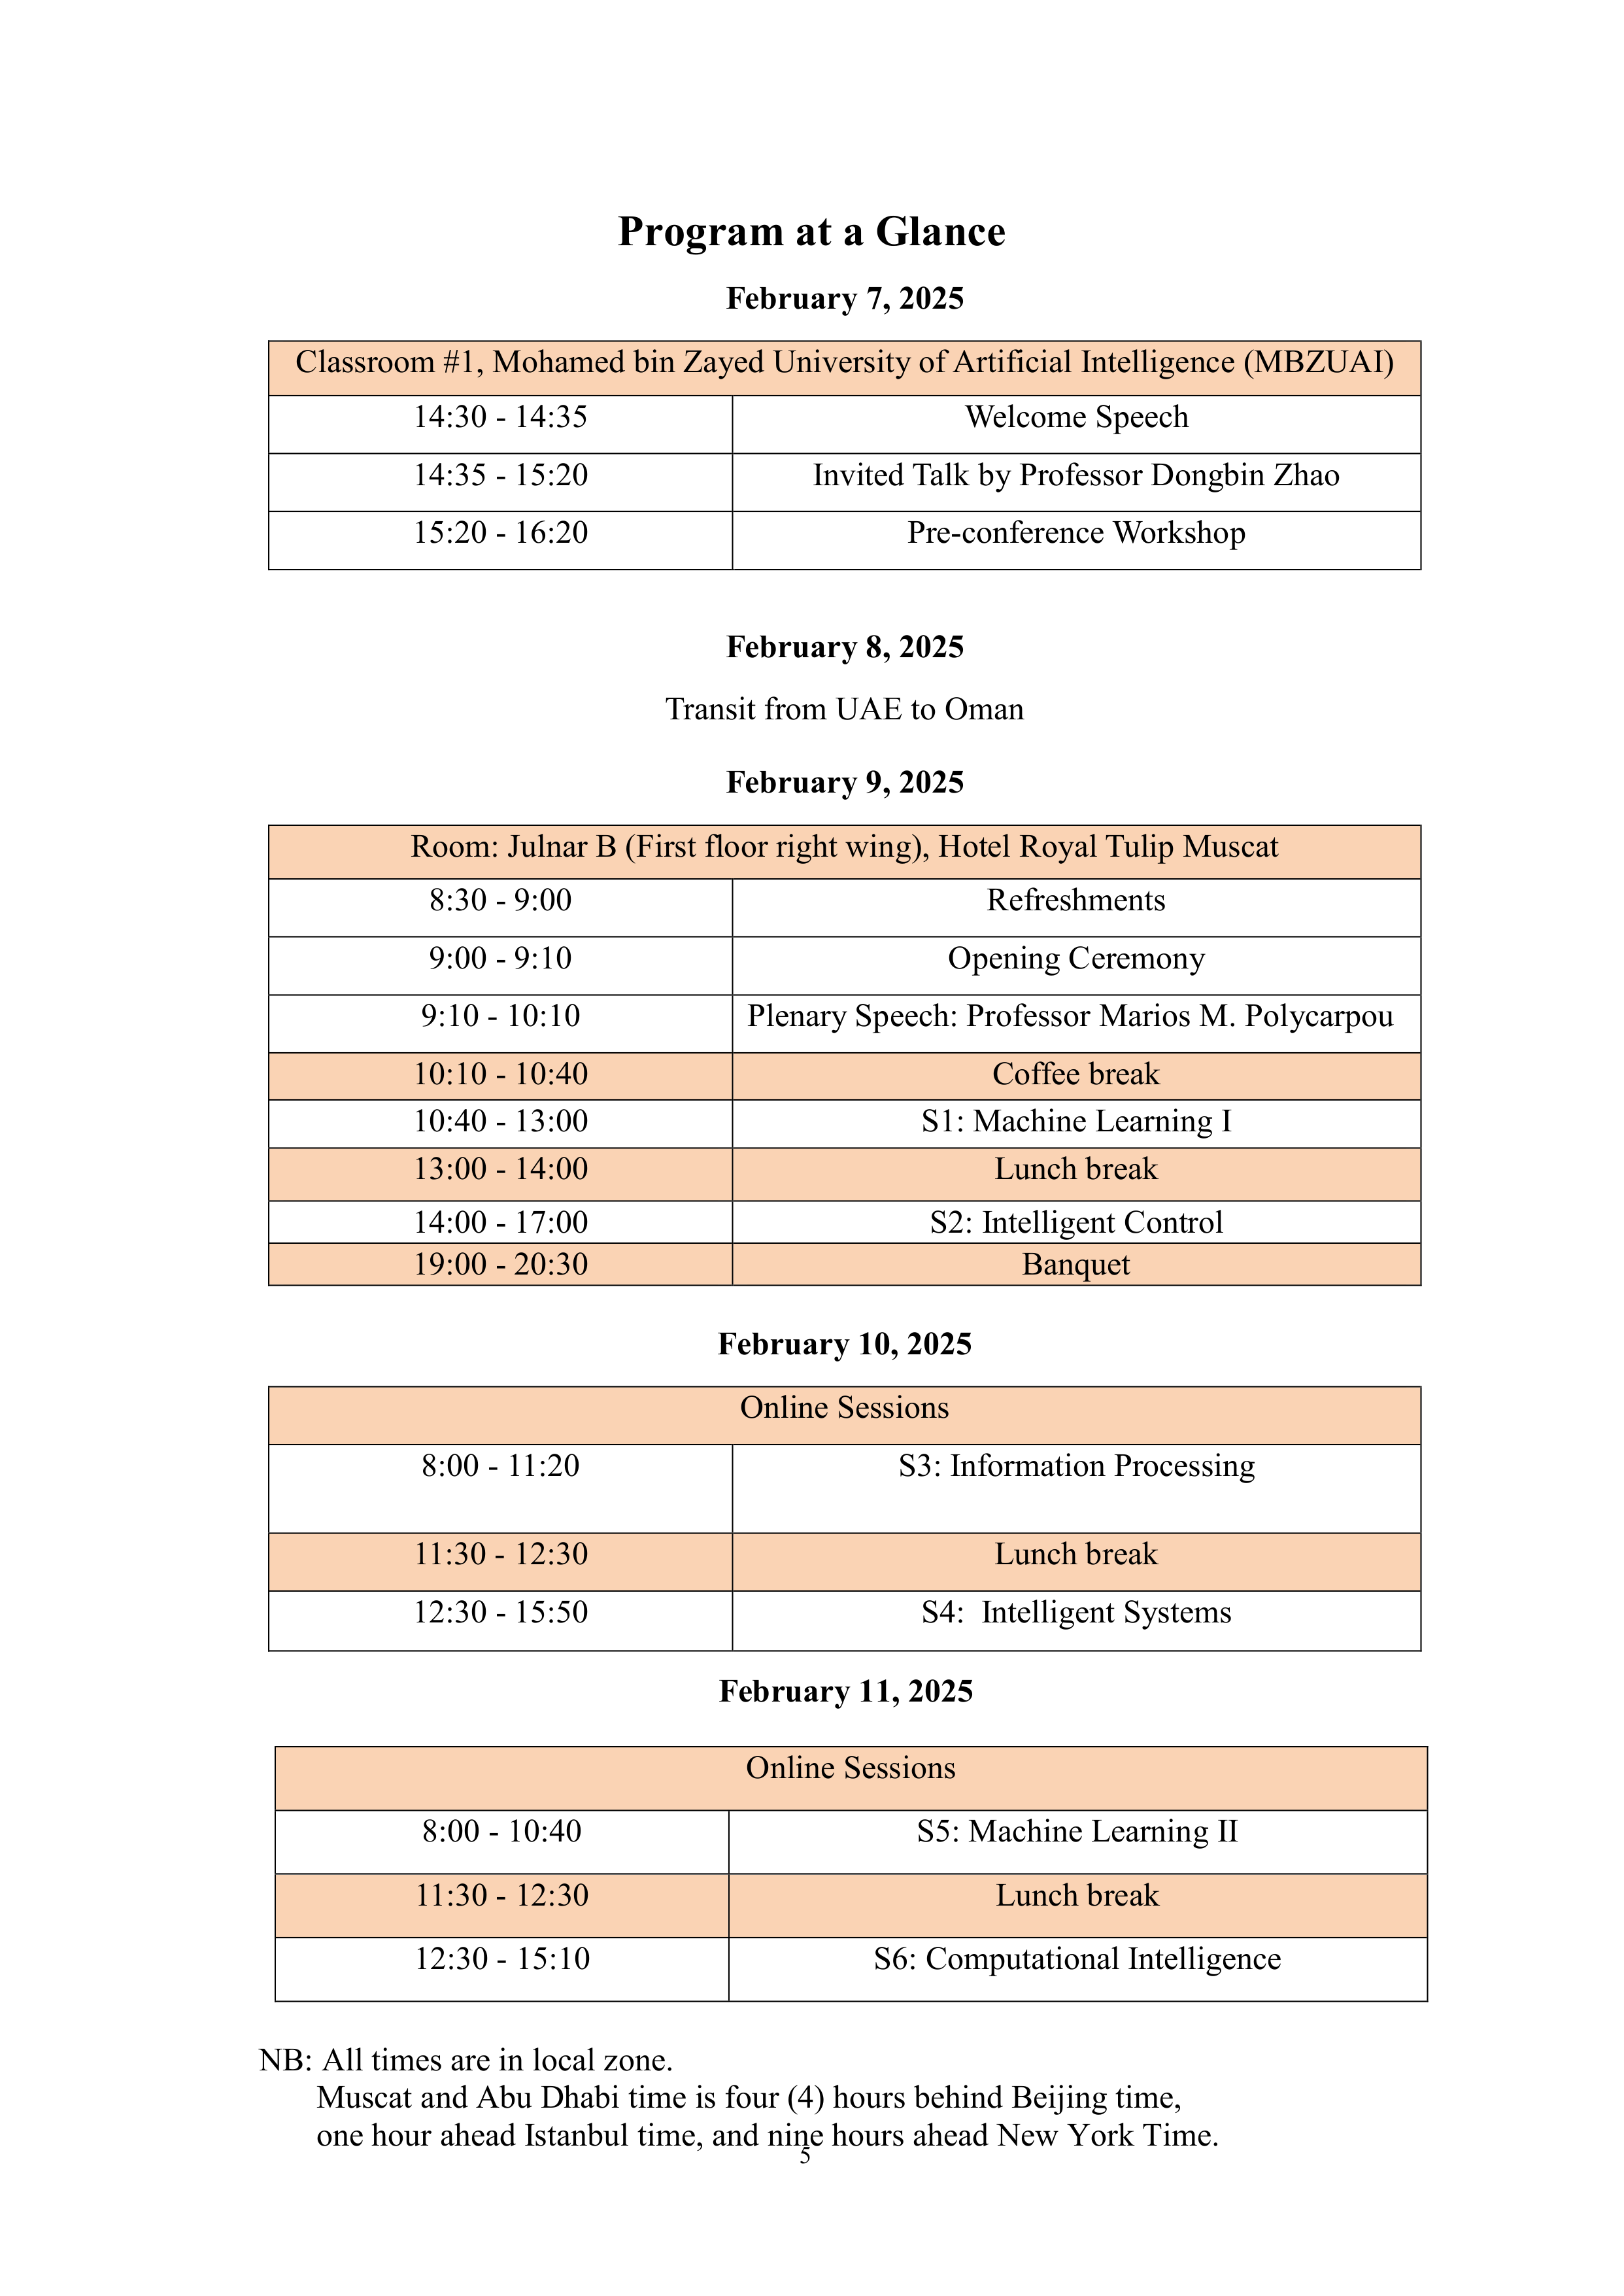 Program at a Glance
February 7, 2025
Classroom #1, Mohamed bin Zayed University of Artificial Intelligence (MBZUAI)
14:30 - 14:35 Welcome Speech
14:35 - 15:20 Invited Talk by Professor Dongbin Zhao
15:20 - 16:20 Pre-conference Workshop
February 8, 2025
Transit from UAE to Oman
February 9, 2025
Room: Julnar B (First floor right wing), Hotel Royal Tulip Muscat
8:30 - 9:00 Refreshments
9:00 - 9:10 Opening Ceremony
9:10 - 10:10 Plenary Speech: Professor Marios M. Polycarpou
10:10 - 10:40 Coffee break
10:40 - 13:00 S1: Machine Learning I
13:00 - 14:00 Lunch break
14:00 - 17:00 S2: Intelligent Control
19:00 - 20:30 Banquet
February 10, 2025
Online Sessions
8:00 - 11:20 S3: Information Processing
11:30 - 12:30 Lunch break
12:30 - 15:50 S4:  Intelligent Systems
February 11, 2025
Online Sessions
8:00 - 10:40 S5: Machine Learning II
11:30 - 12:30 Lunch break
12:30 - 15:10 S6: Computational Intelligence
NB: All times are in local zone.
Muscat and Abu Dhabi time is four (4) hours behind Beijing time,
one hour ahead Istanbul time, and nine hours ahead New York Time.
5